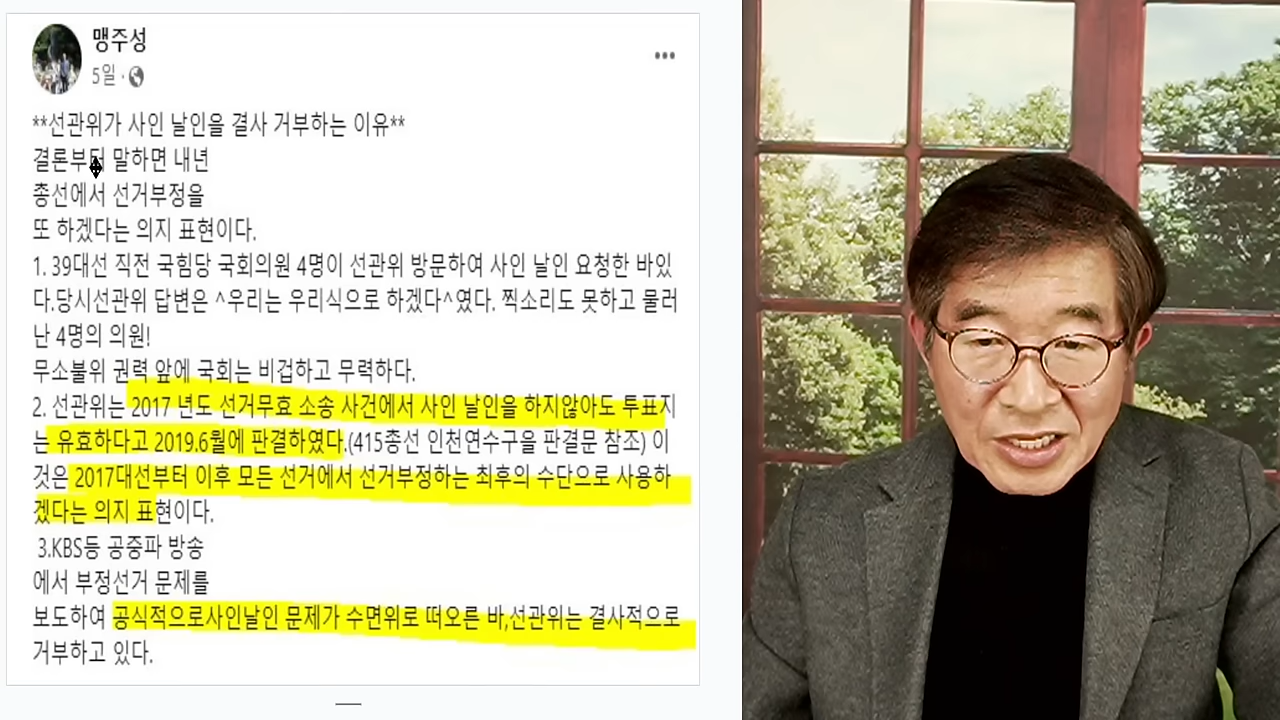 맹주성
5일 ·
**선관위가 사인 날인을 결사 거부하는 이유**
결론부터 말하면 내년
총선에서 선거부정을
또 하겠다는 의지 표현이다.
1. 39대선 직전 국힘당 국회의원 4명이 선관위 방문하여 사인 날인 요청한 바있
다.당시선관위 답변은 ^우리는 우리식으로 하겠다^였다. 찍소리도 못하고 물러
난 4명의 의원!
무소불위 권력 앞에 국회는 비겁하고 무력하다.
2. 선관위는 2017 년도 선거무효 소송 사건에서 사인 날인을 하지않아도 투표지
는 유효하다고 2019.6월에 판결하였다.(415총선 인천연수구을 판결문 참조) 이
것은 2017대선부터 이후 모든 선거에서 선거부정하는 최후의 수단으로 사용하
겠다는 의지 표현이다.
3.KBS등 공중파 방송
에서 부정선거 문제를
보도하여 공식적으로사인날인 문제가 수면위로 떠오른 바,선관위는 결사적으로
거부하고 있다.